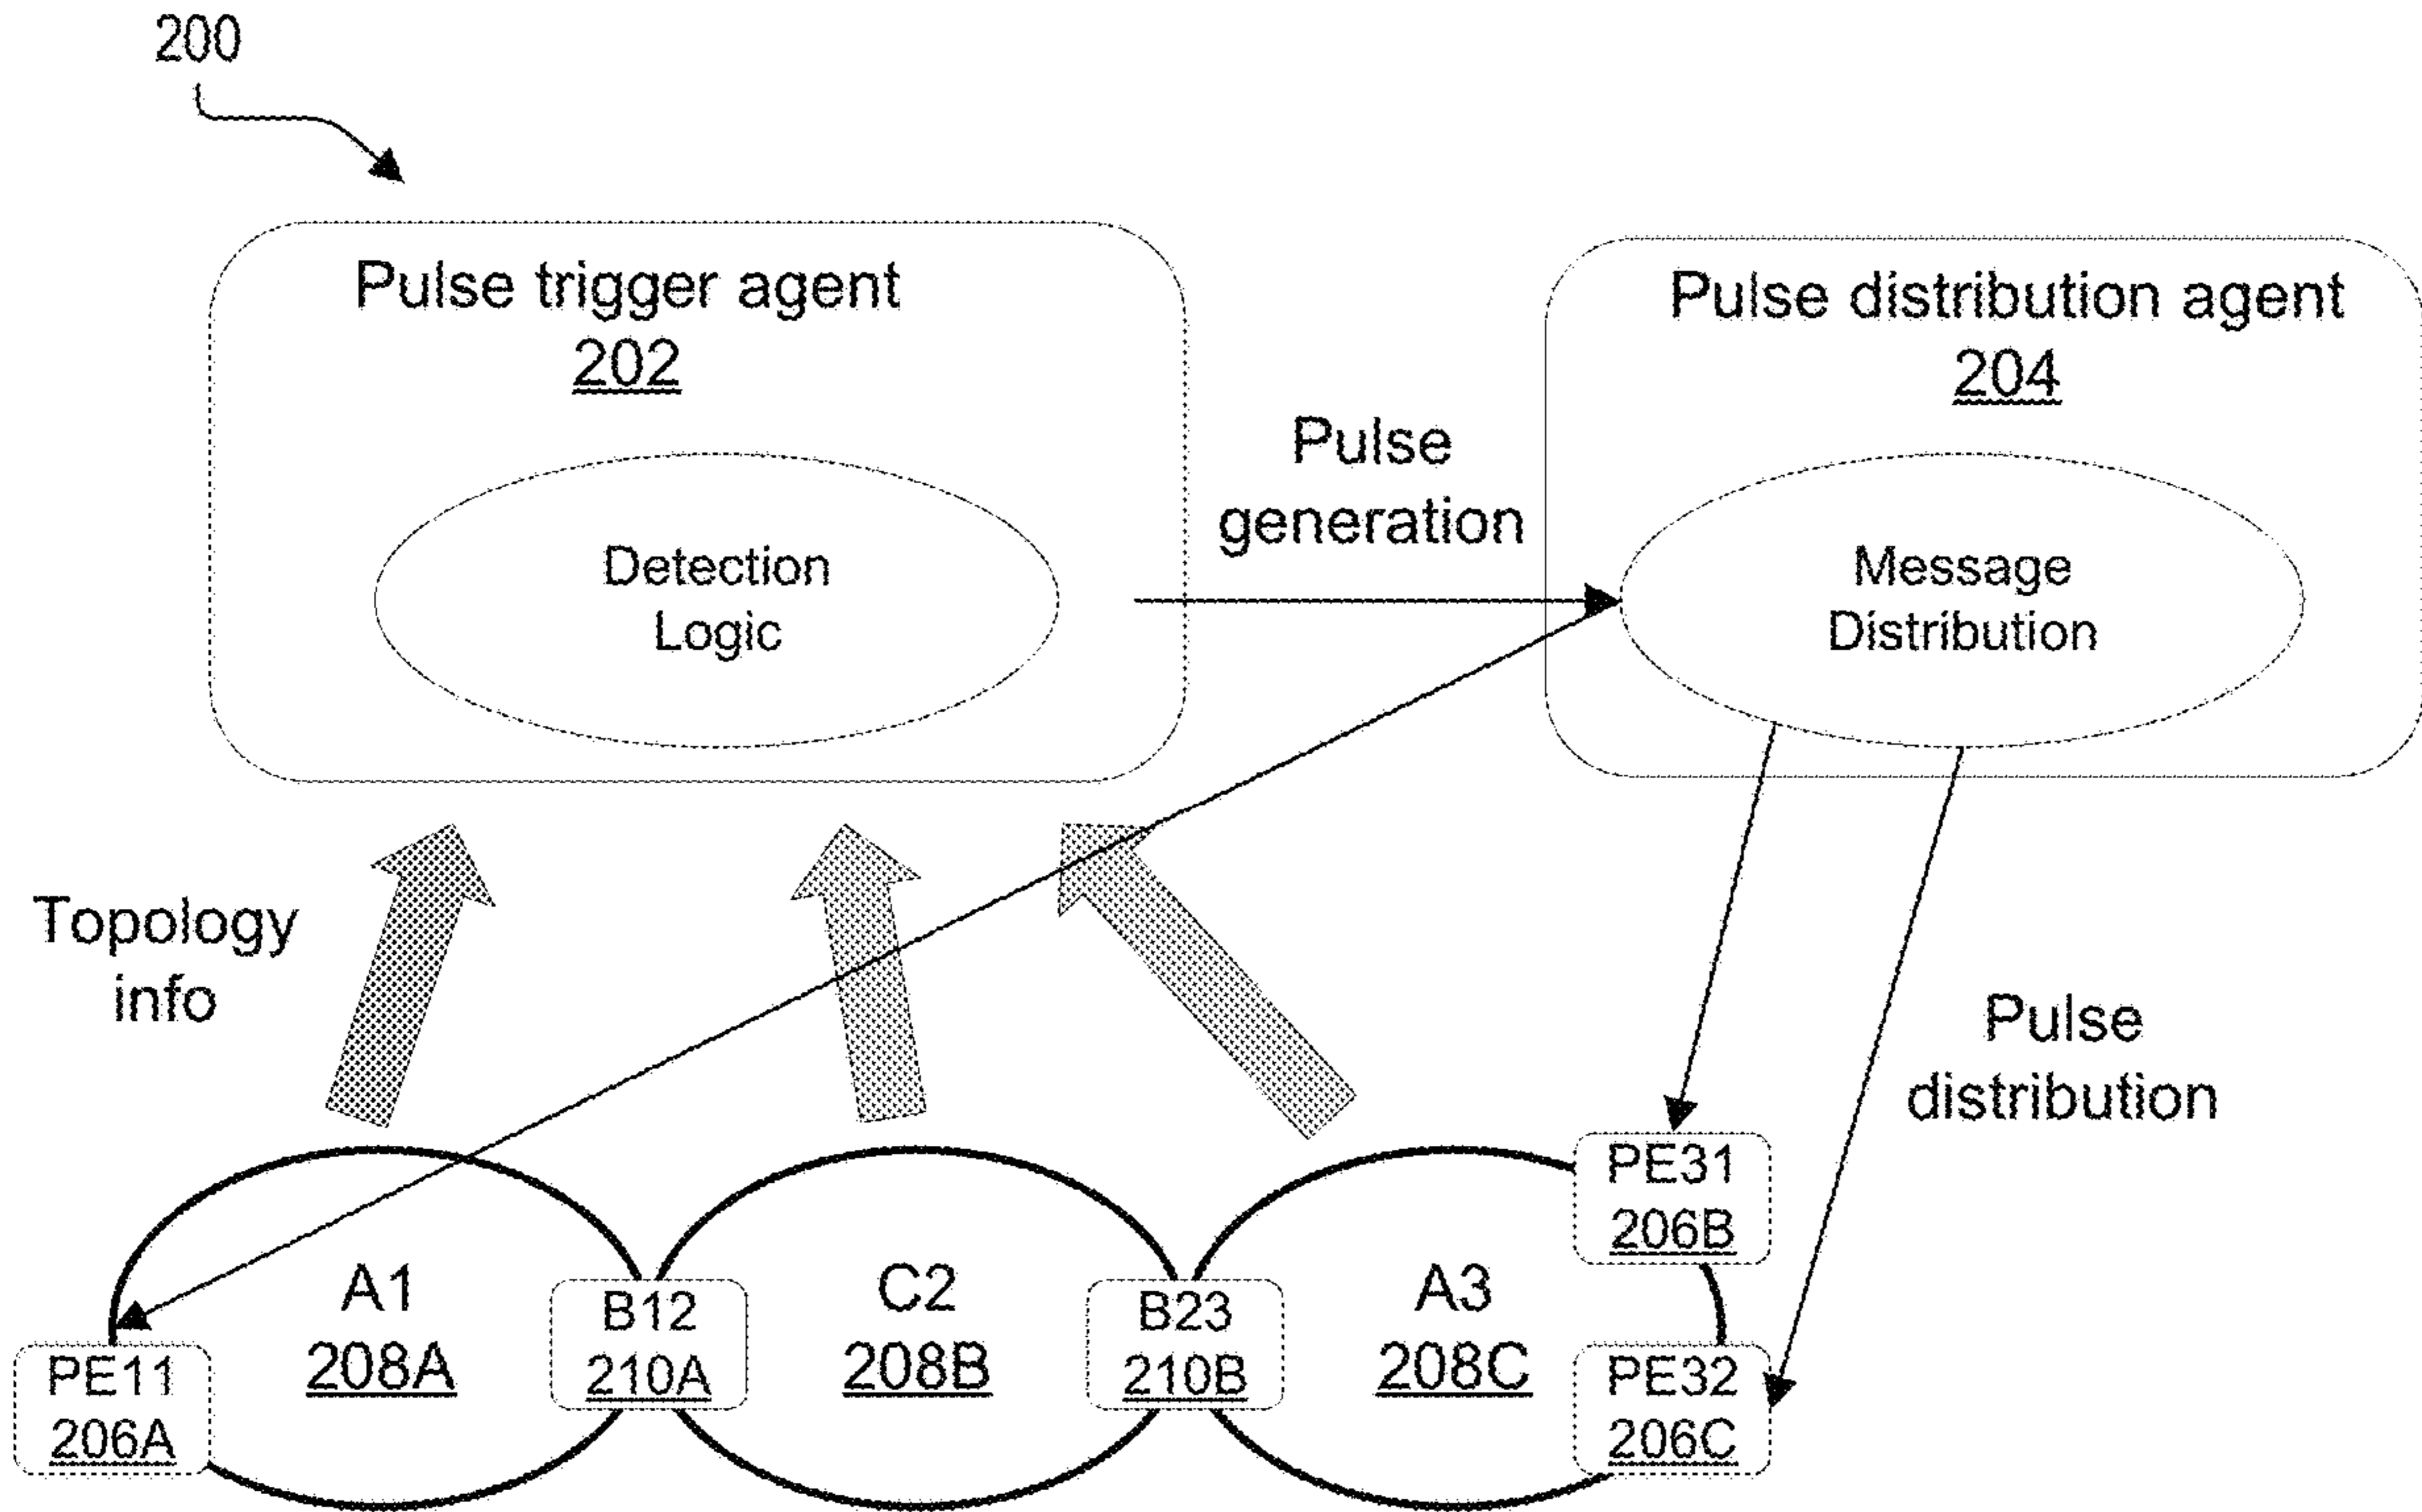 200
Pulse trigger agent
202
Pulse distribution agent
204
Pulse
generation
Detection
Logic
Message
Distribution
Topology
info
Pulse
distribution
PE31
206B
A1
208A
B12
210A
C2
208B
B23
210B
A3
208C
PE11
206A
PE32
206C